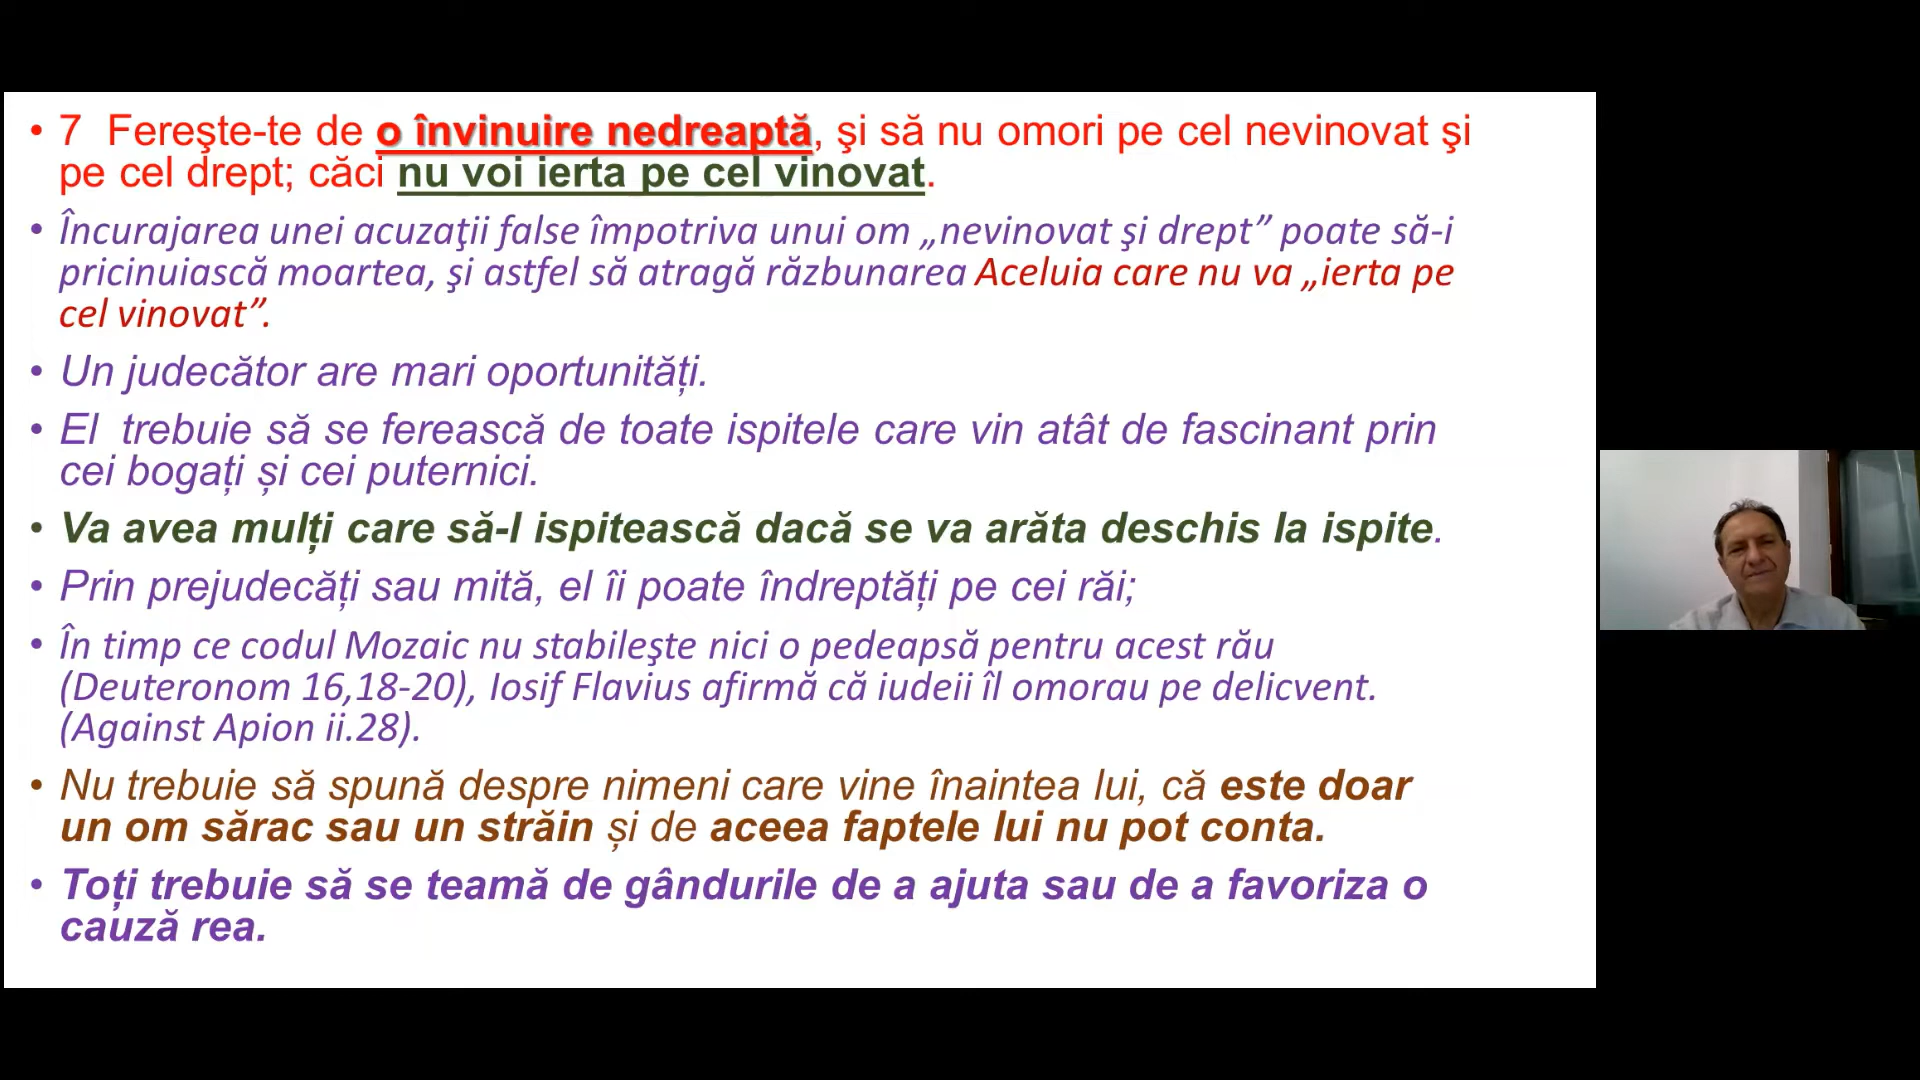 • 7  Fereşte-te de o învinuire nedreaptă, şi să nu omori pe cel nevinovat şi
pe cel drept; căci nu voi ierta pe cel vinovat.
• Încurajarea unei acuzaţii false împotriva unui om „nevinovat şi drept” poate să-i
pricinuiască moartea, şi astfel să atragă răzbunarea Aceluia care nu va „ierta pe
cel vinovat”.
• Un judecător are mari oportunități.
• El  trebuie să se ferească de toate ispitele care vin atât de fascinant prin
cei bogați și cei puternici.
• Va avea mulți care să-l ispitească dacă se va arăta deschis la ispite.
• Prin prejudecăți sau mită, el îi poate îndreptăți pe cei răi;
• În timp ce codul Mozaic nu stabileşte nici o pedeapsă pentru acest rău
(Deuteronom 16,18-20), Iosif Flavius afirmă că iudeii îl omorau pe delicvent.
(Against Apion ii.28).
• Nu trebuie să spună despre nimeni care vine înaintea lui, că este doar
un om sărac sau un străin și de aceea faptele lui nu pot conta.
• Toți trebuie să se teamă de gândurile de a ajuta sau de a favoriza o
cauză rea.